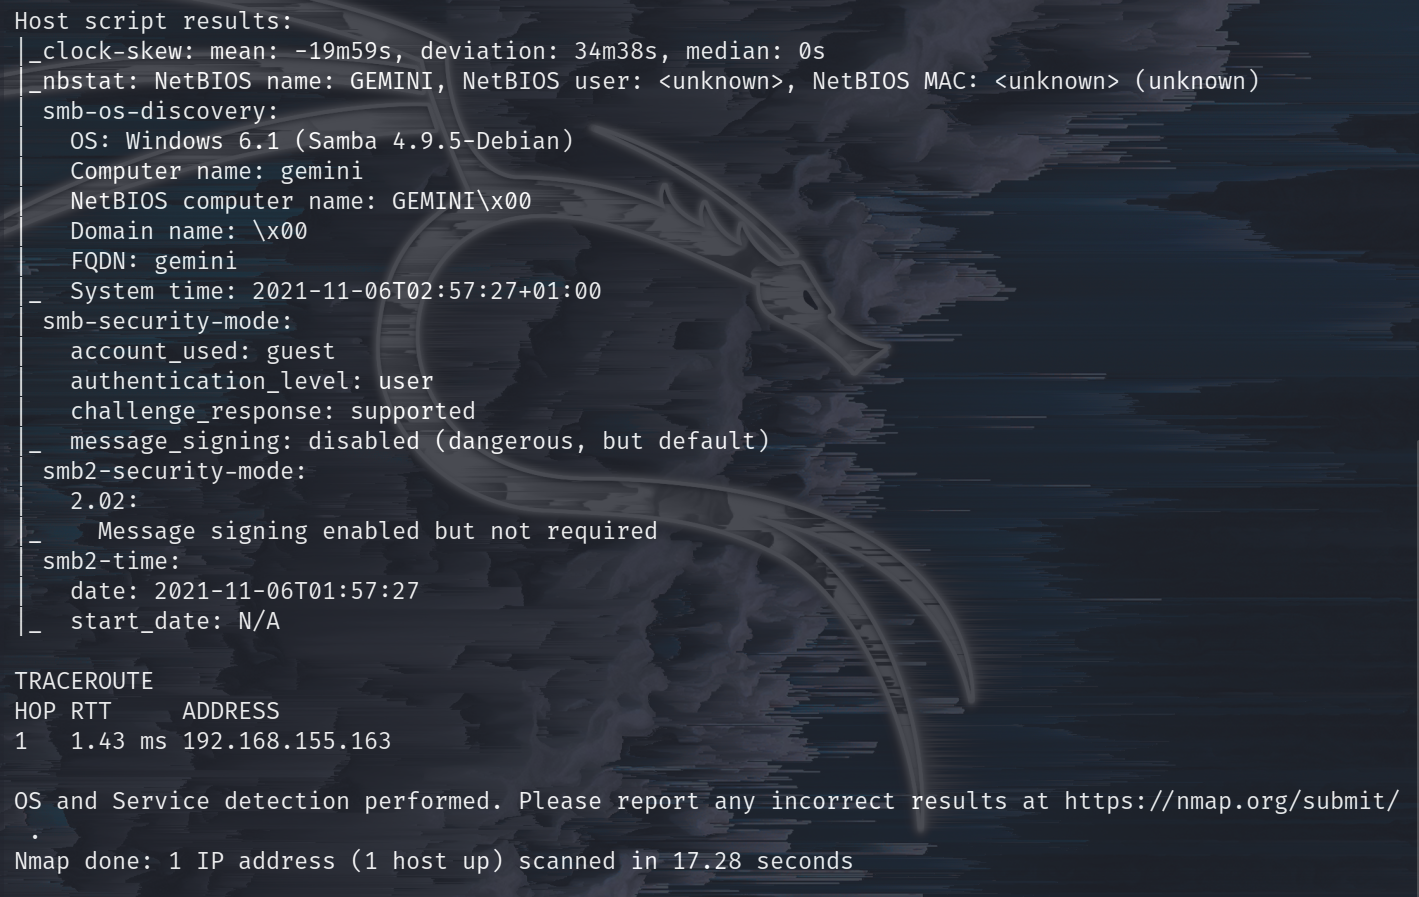 Host script results:
|_clock-skew: mean: -19m59s, deviation: 34m38s, median: 0s
|_nbstat: NetBIOS name: GEMINI, NetBIOS user: <unknown>, NetBIOS MAC: <unknown> (unknown)
| smb-os-discovery:
|   OS: Windows 6.1 (Samba 4.9.5-Debian)
|   Computer name: gemini
|   NetBIOS computer name: GEMINI\x00
|   Domain name: \x00
|   FQDN: gemini
|_  System time: 2021-11-06T02:57:27+01:00
| smb-security-mode:
|   account_used: guest
|   authentication_level: user
|   challenge_response: supported
|_  message_signing: disabled (dangerous, but default)
| smb2-security-mode:
|   2.02:
|_    Message signing enabled but not required
| smb2-time:
|   date: 2021-11-06T01:57:27
|_  start_date: N/A

TRACEROUTE
HOP RTT     ADDRESS
1   1.43 ms 192.168.155.163

OS and Service detection performed. Please report any incorrect results at https://nmap.org/submit/
 .
Nmap done: 1 IP address (1 host up) scanned in 17.28 seconds